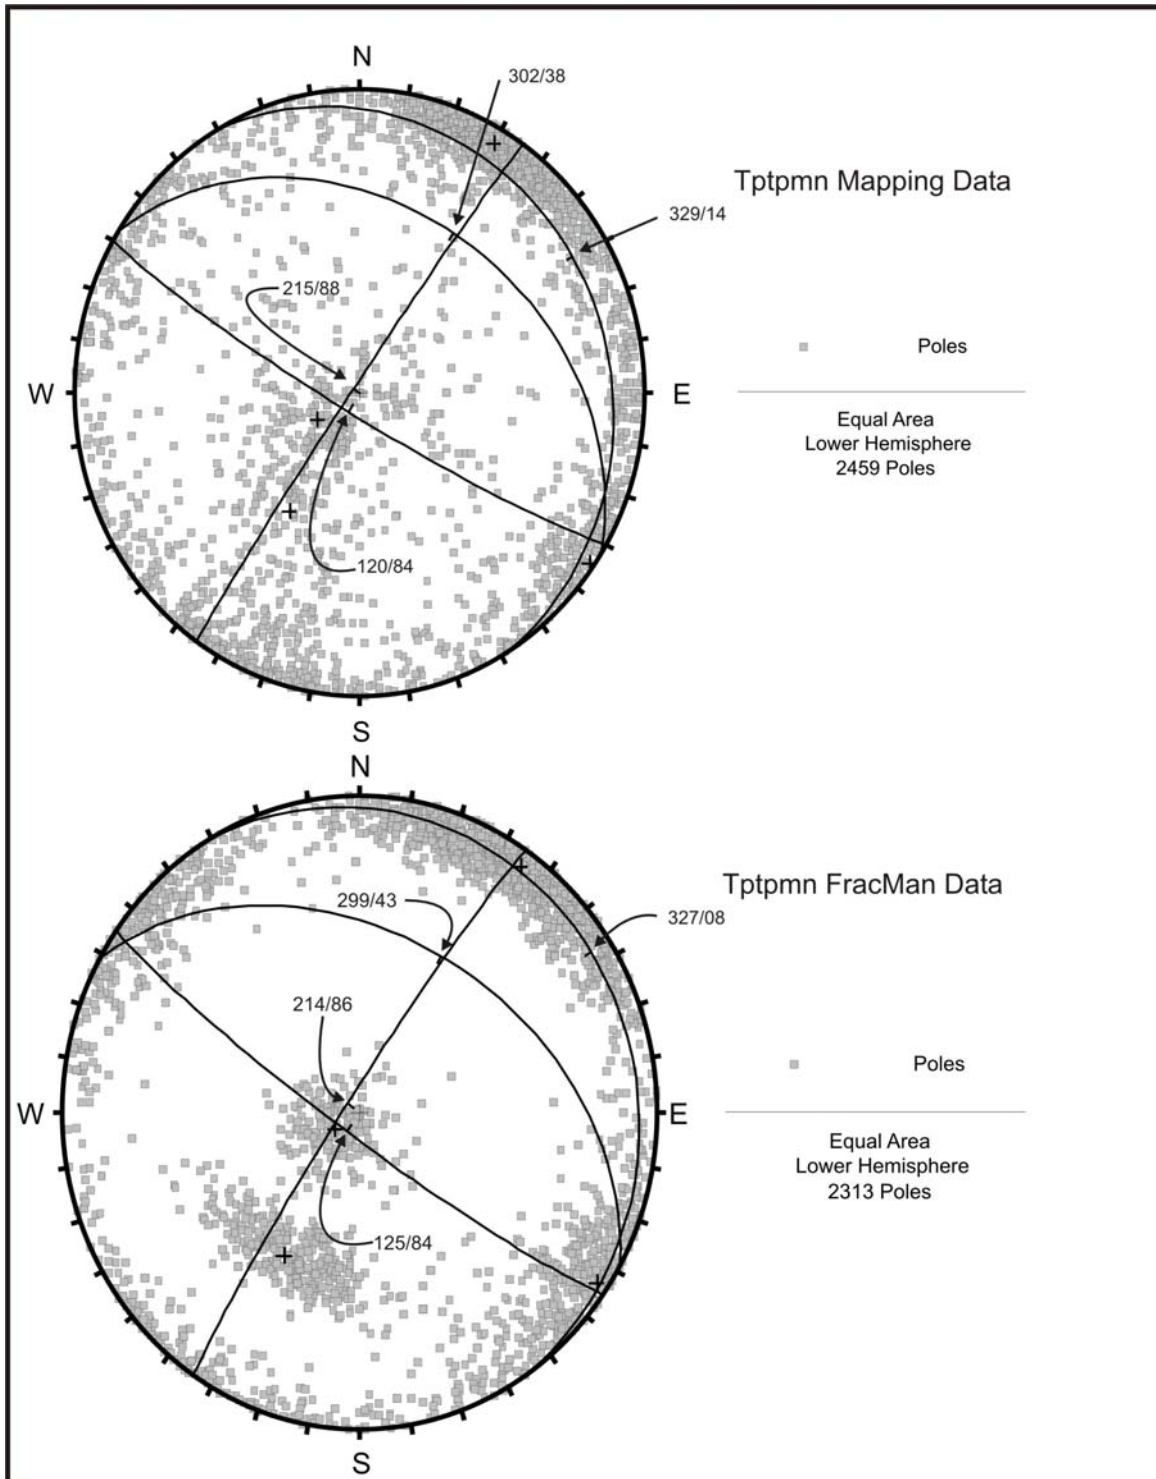 N
302/38
Tptpmn Mapping Data
329/14
215/88
Poles
W
E
Equal Area
Lower Hemisphere
2459 Poles
120/84
S
N
Tptpmn FracMan Data
299/43
327/08
214/86
Poles
W
E
Equal Area
Lower Hemisphere
2313 Poles
125/84
S